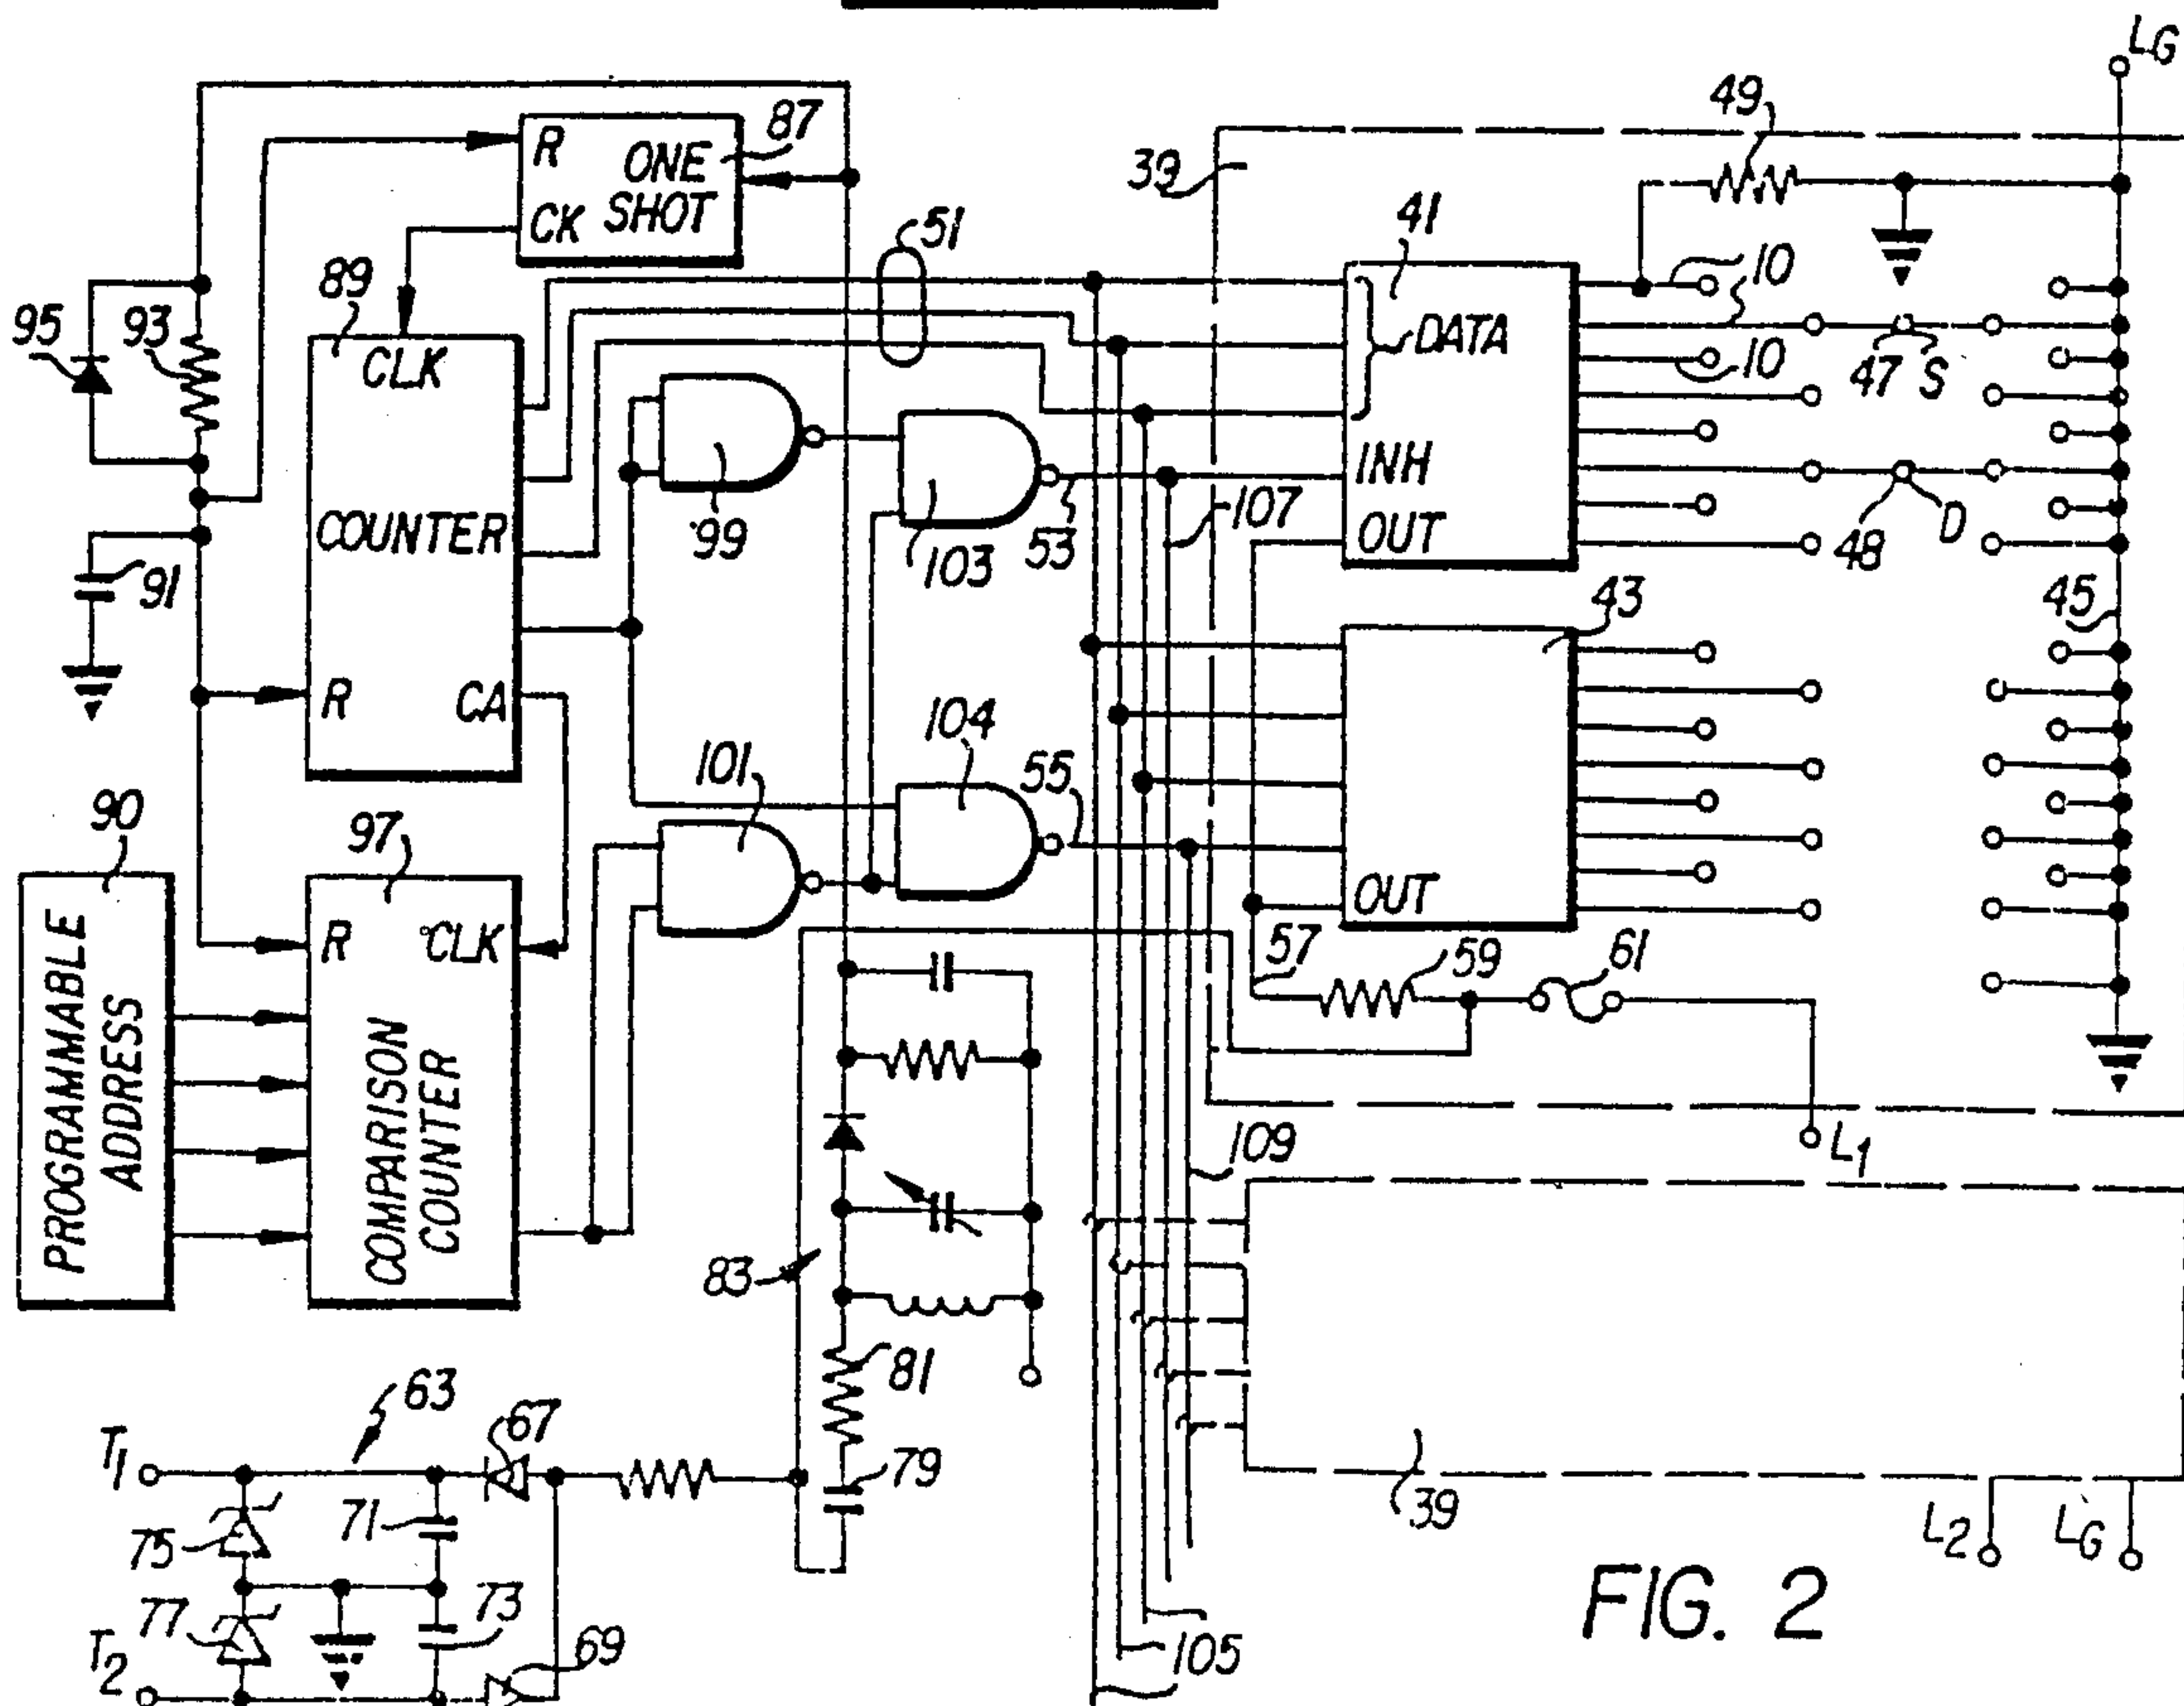 LG
49
87
R ONE SHOT
CK
39
41
51
10
89
95
93
CLK
DATA
10
47 S
INH
COUNTER
99
103
53
107
OUT
48
D
91
45
43
R CA
104
101
55
90
97
PROGRAMMABLE ADDRESS
R CLK
COMPARISON COUNTER
OUT
57
59
61
109
L1
83
81
63
67
T1
79
39
75
71
L2
LG
77
73
FIG. 2
T2
69
105